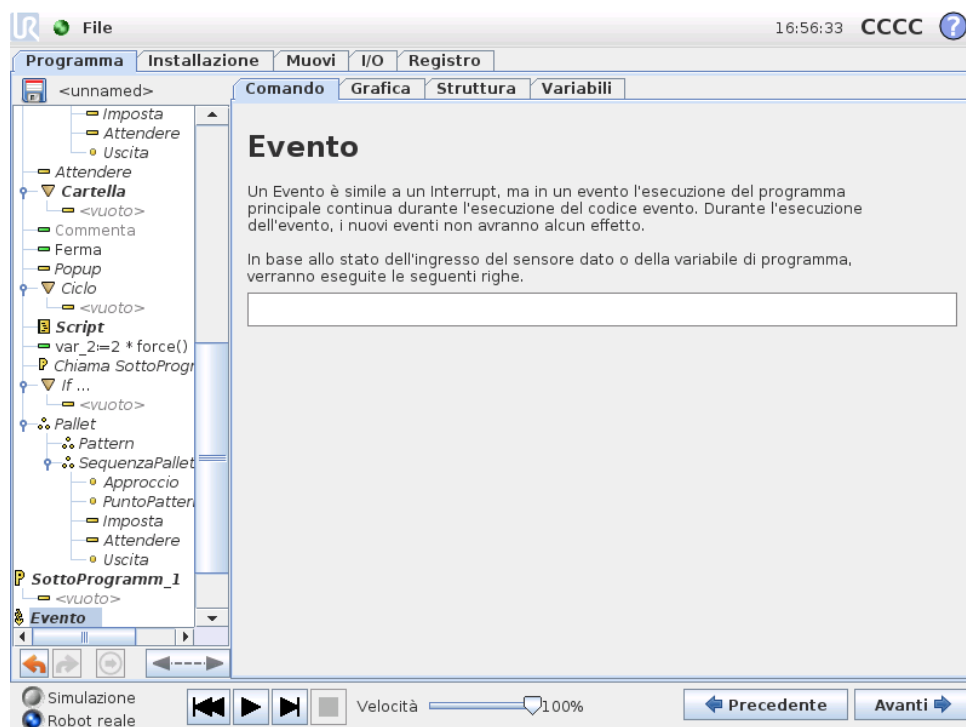 UR File 16:56:33 CCCC ?
Programma Installazione Muovi I/O Registro
<unnamed>
Comando Grafica Struttura Variabili
Imposta
Attendere
Uscita
Attendere
Cartella
<vuoto>
Commenta
Ferma
Popup
Ciclo
<vuoto>
Script
var_2:=2 * force()
Chiama SottoProgr
If ...
<vuoto>
Pallet
Pattern
SequenzaPallet
Approccio
PuntoPatter
Imposta
Attendere
Uscita
SottoProgramm_1
<vuoto>
Evento
Evento
Un Evento è simile a un Interrupt, ma in un evento l'esecuzione del programma
principale continua durante l'esecuzione del codice evento. Durante l'esecuzione
dell'evento, i nuovi eventi non avranno alcun effetto.
In base allo stato dell'ingresso del sensore dato o della variabile di programma,
verranno eseguite le seguenti righe.
Simulazione
Robot reale
Velocità 100%
Precedente
Avanti